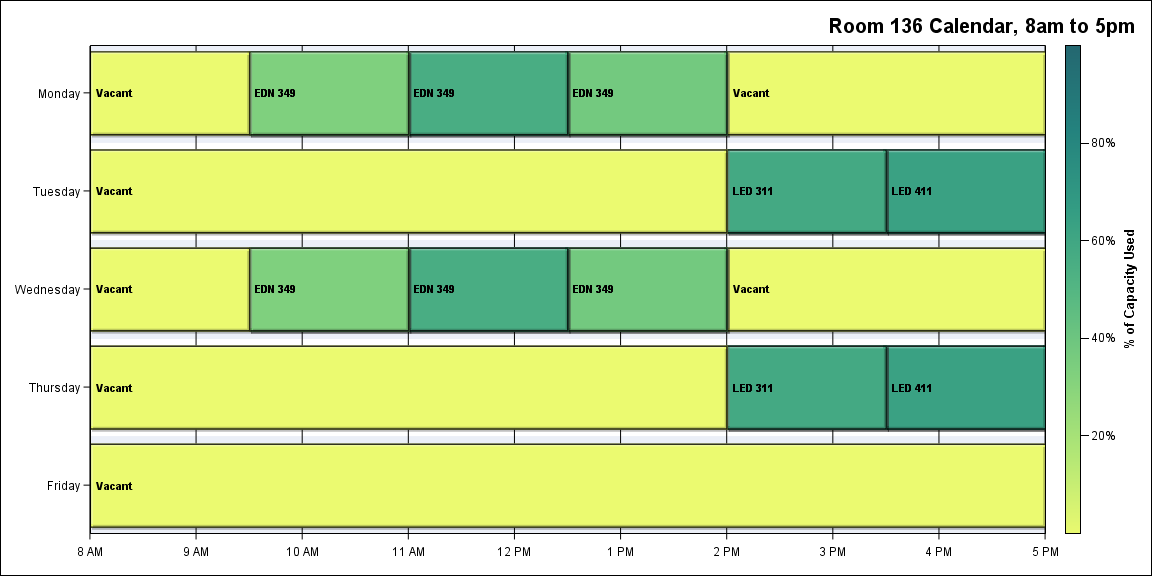 Room 136 Calendar, 8am to 5pm
Monday
Vacant
EDN 349
EDN 349
EDN 349
Vacant
Tuesday
Vacant
LED 311
LED 411
Wednesday
Vacant
EDN 349
EDN 349
EDN 349
Vacant
Thursday
Vacant
LED 311
LED 411
Friday
Vacant
8 AM 9 AM 10 AM 11 AM 12 PM 1 PM 2 PM 3 PM 4 PM 5 PM
80%
60%
40%
20%
% of Capacity Used